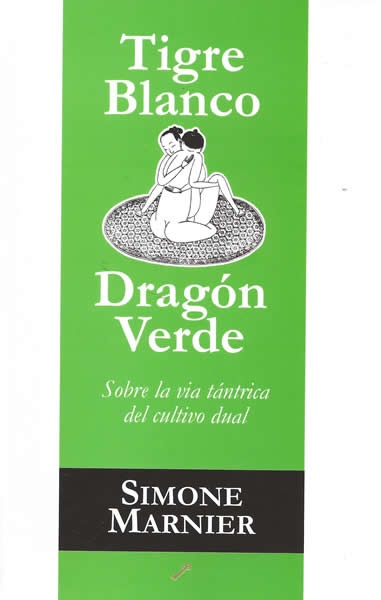 Tigre
Blanco
Dragón
Verde
Sobre la via tántrica
del cultivo dual
SIMONE
MARNIER